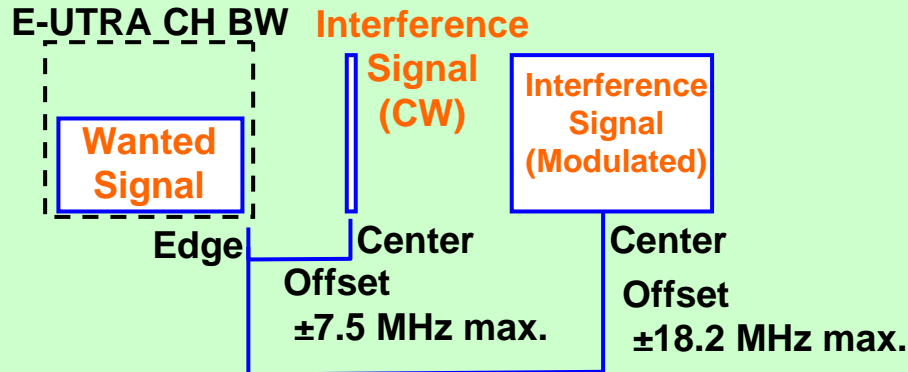 E-UTRA CH BW
Interference
Signal
(CW)
Interference
Signal
(Modulated)
Wanted
Signal
Edge
Center
Offset
±7.5 MHz max.
Center
Offset
±18.2 MHz max.